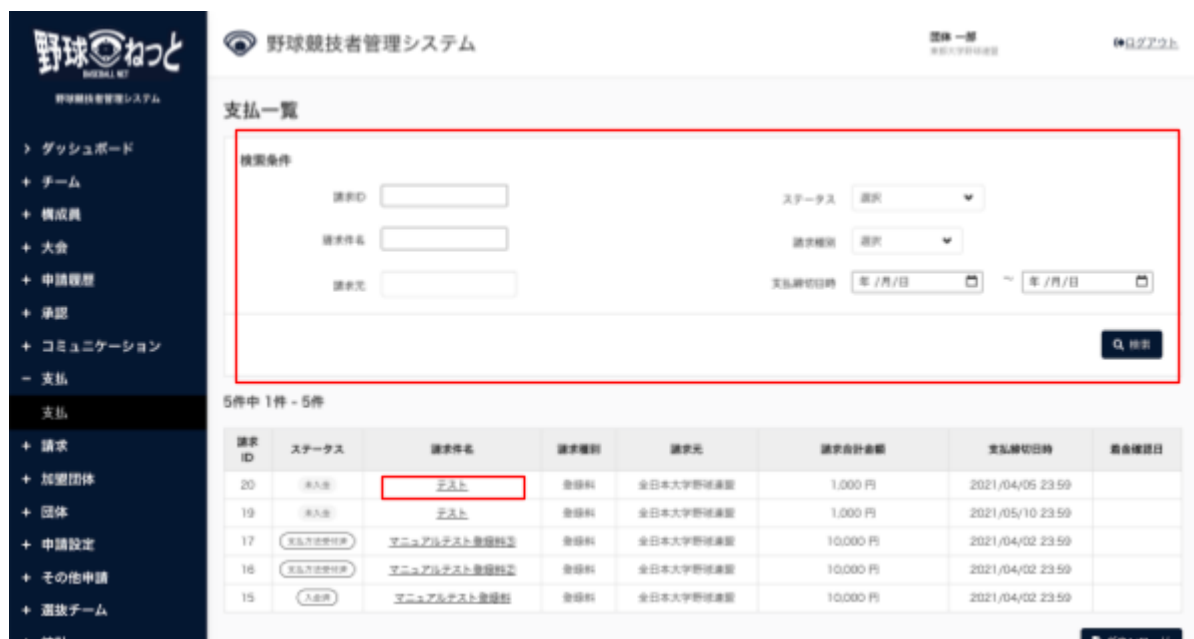 野球ねっと
BASEBALL NET
野球競技者管理システム
野球競技者管理システム
団体 一郎
ログアウト
支払一覧
> ダッシュボード
+ チーム
+ 構成員
+ 大会
+ 申請履歴
+ 承認
+ コミュニケーション
− 支払
支払
+ 請求
+ 加盟団体
+ 団体
+ 申請設定
+ その他申請
+ 選抜チーム
検索条件
請求ID
ステータス 選択
請求件名
請求種別 選択
請求元
支払締切日時 年 /月/日 ~ 年 /月/日
検索
5件中 1件 - 5件
請求ID ステータス 請求件名 請求種別 請求元 請求合計金額 支払締切日時 着金確認日
20 未入金 テスト 登録料 全日本大学野球連盟 1,000 円 2021/04/05 23:59
19 未入金 テスト 登録料 全日本大学野球連盟 1,000 円 2021/05/10 23:59
17 支払方法受付済 マニュアルテスト登録料③ 登録料 全日本大学野球連盟 10,000 円 2021/04/02 23:59
16 支払方法受付済 マニュアルテスト登録料② 登録料 全日本大学野球連盟 10,000 円 2021/04/02 23:59
15 入金済 マニュアルテスト登録料 登録料 全日本大学野球連盟 10,000 円 2021/04/02 23:59